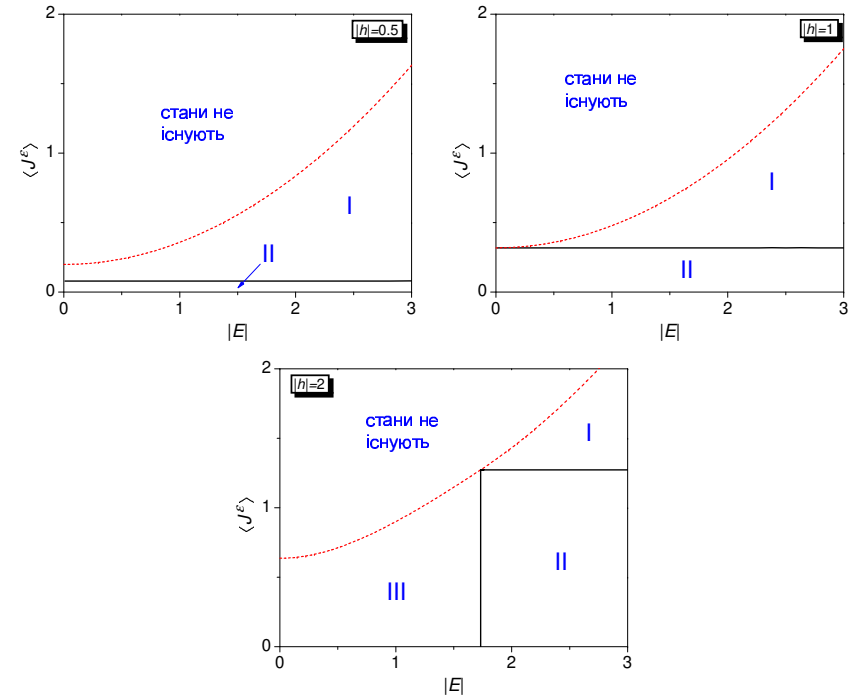 2
|h|=0.5
стани не
існують
1
⟨J^ε⟩
I
II
0
0
1
2
3
|E|
2
|h|=1
стани не
існують
1
⟨J^ε⟩
I
II
0
0
1
2
3
|E|
2
|h|=2
стани не
існують
I
1
⟨J^ε⟩
II
III
0
0
1
2
3
|E|